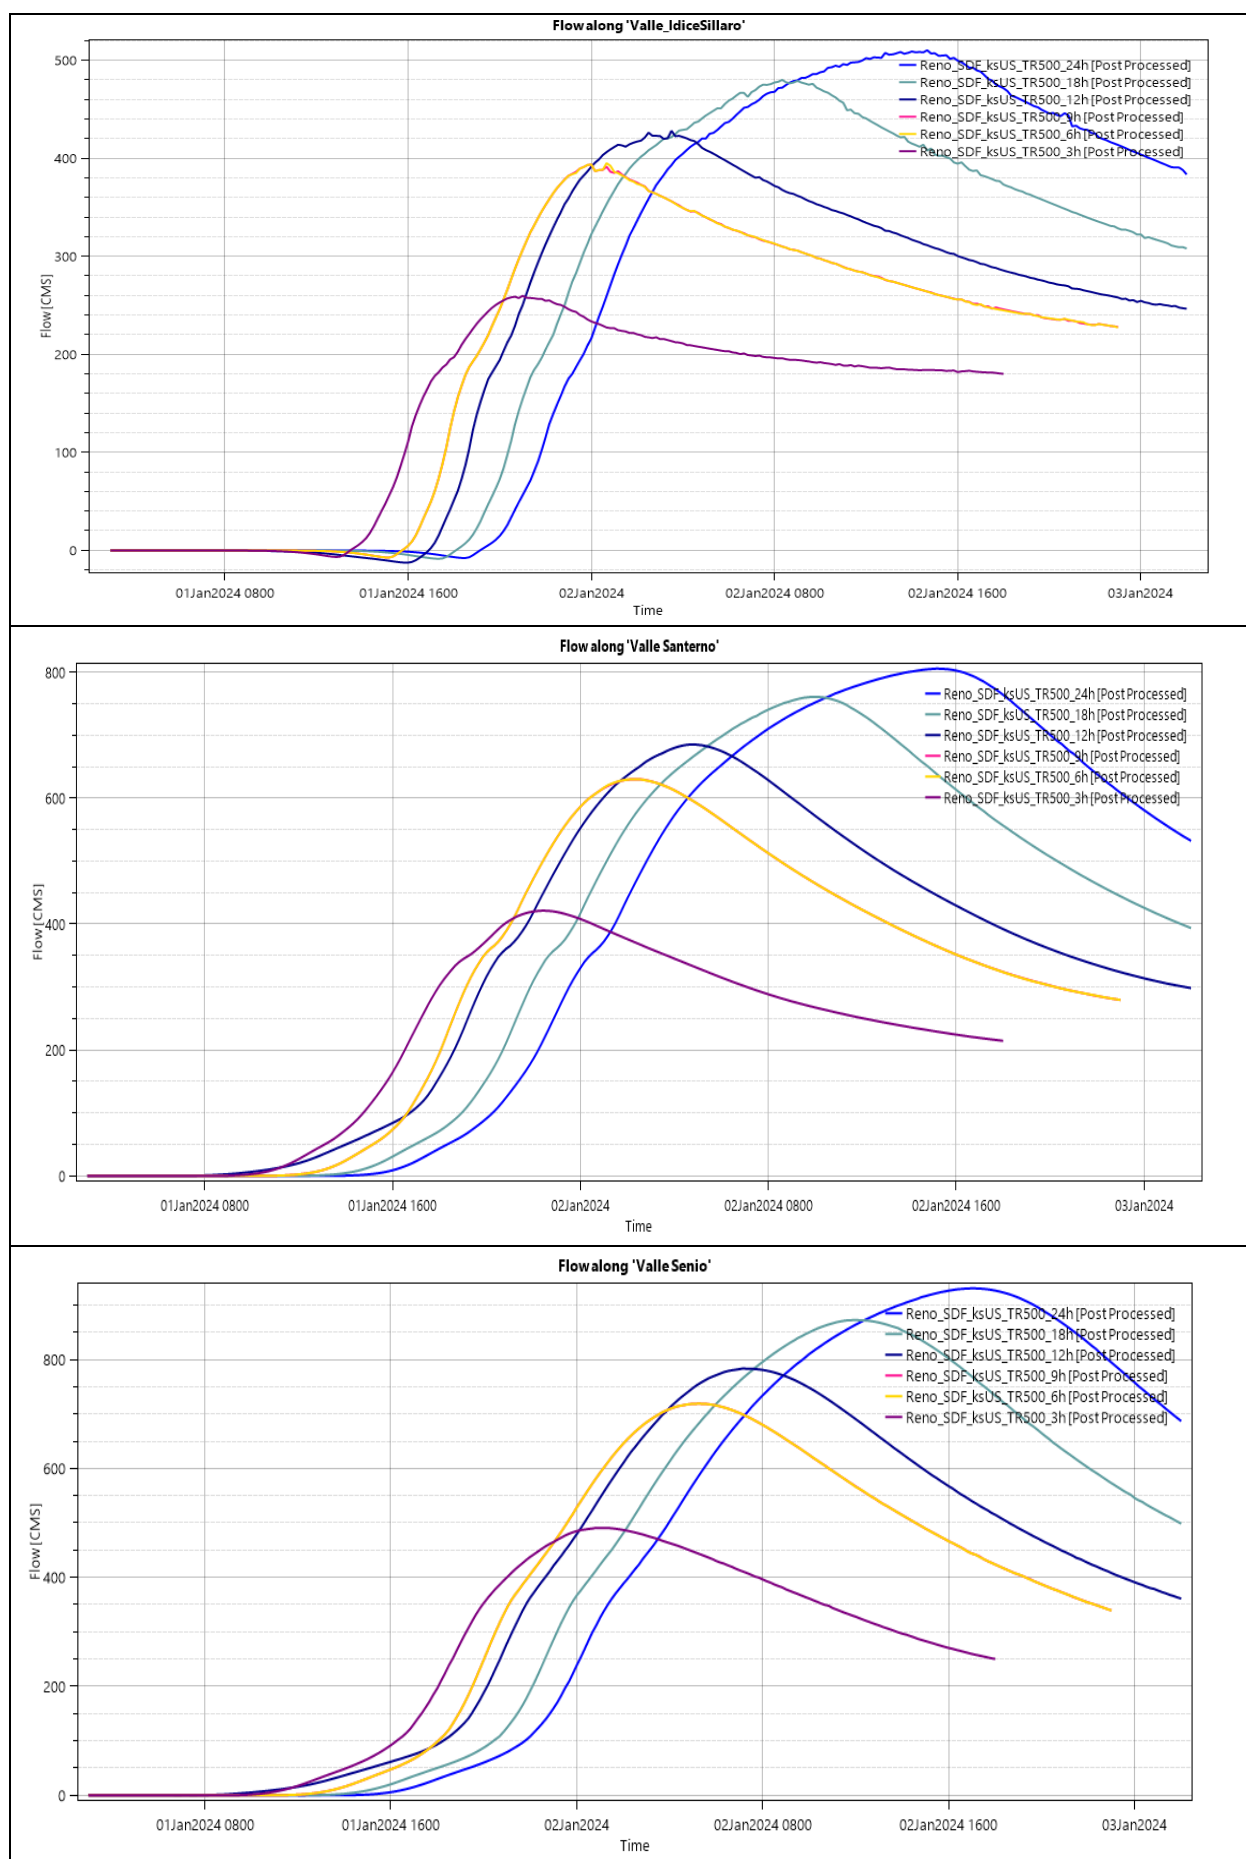 Flow along 'Valle_IdiceSillaro'
500
400
300
200
100
0
Flow [CMS]
Reno_SDF_ksUS_TR500_24h [Post Processed]
Reno_SDF_ksUS_TR500_18h [Post Processed]
Reno_SDF_ksUS_TR500_12h [Post Processed]
Reno_SDF_ksUS_TR500_9h [Post Processed]
Reno_SDF_ksUS_TR500_6h [Post Processed]
Reno_SDF_ksUS_TR500_3h [Post Processed]
01Jan2024 0800 01Jan2024 1600 02Jan2024 02Jan2024 0800 02Jan2024 1600 03Jan2024
Time
Flow along 'Valle Santerno'
800
600
400
200
0
Flow [CMS]
Reno_SDF_ksUS_TR500_24h [Post Processed]
Reno_SDF_ksUS_TR500_18h [Post Processed]
Reno_SDF_ksUS_TR500_12h [Post Processed]
Reno_SDF_ksUS_TR500_9h [Post Processed]
Reno_SDF_ksUS_TR500_6h [Post Processed]
Reno_SDF_ksUS_TR500_3h [Post Processed]
01Jan2024 0800 01Jan2024 1600 02Jan2024 02Jan2024 0800 02Jan2024 1600 03Jan2024
Time
Flow along 'Valle Senio'
800
600
400
200
0
Flow [CMS]
Reno_SDF_ksUS_TR500_24h [Post Processed]
Reno_SDF_ksUS_TR500_18h [Post Processed]
Reno_SDF_ksUS_TR500_12h [Post Processed]
Reno_SDF_ksUS_TR500_9h [Post Processed]
Reno_SDF_ksUS_TR500_6h [Post Processed]
Reno_SDF_ksUS_TR500_3h [Post Processed]
01Jan2024 0800 01Jan2024 1600 02Jan2024 02Jan2024 0800 02Jan2024 1600 03Jan2024
Time